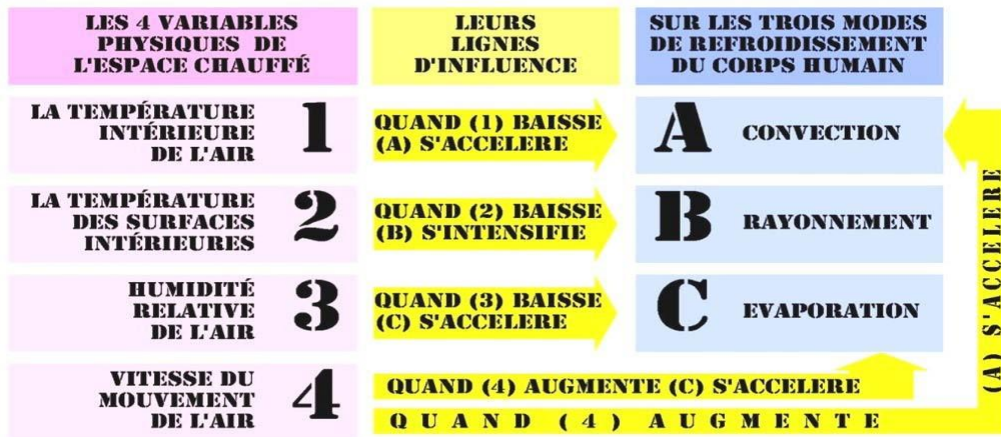 LES 4 VARIABLES
PHYSIQUES DE
L'ESPACE CHAUFFÉ
LEURS
LIGNES
D'INFLUENCE
SUR LES TROIS MODES
DE REFROIDISSEMENT
DU CORPS HUMAIN
LA TEMPÉRATURE
INTÉRIEURE
DE L'AIR
1
QUAND (1) BAISSE
(A) S'ACCELERE
A
CONVECTION
LA TEMPÉRATURE
DES SURFACES
INTÉRIEURES
2
QUAND (2) BAISSE
(B) S'INTENSIFIE
B
RAYONNEMENT
HUMIDITÉ
RELATIVE
DE L'AIR
3
QUAND (3) BAISSE
(C) S'ACCELERE
C
EVAPORATION
VITESSE DU
MOUVEMENT
DE L'AIR
4
QUAND (4) AUGMENTE (C) S'ACCELERE
QUAND (4) AUGMENTE
(A) S'ACCELERE